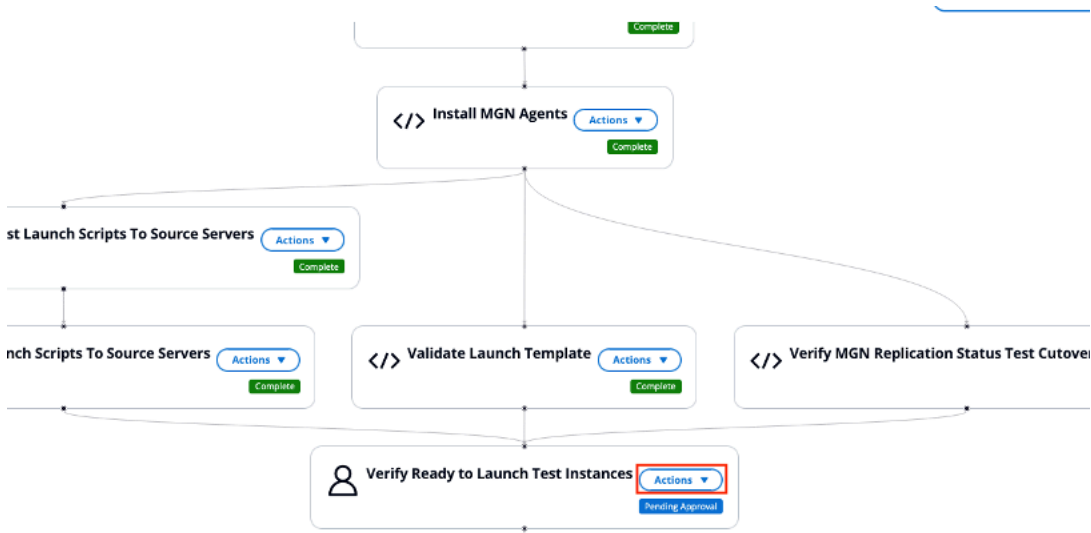 Complete
Install MGN Agents
Actions ▼
Complete
st Launch Scripts To Source Servers
Actions ▼
Complete
nch Scripts To Source Servers
Actions ▼
Complete
Validate Launch Template
Actions ▼
Complete
Verify MGN Replication Status Test Cutover
Verify Ready to Launch Test Instances
Actions ▼
Pending Approval